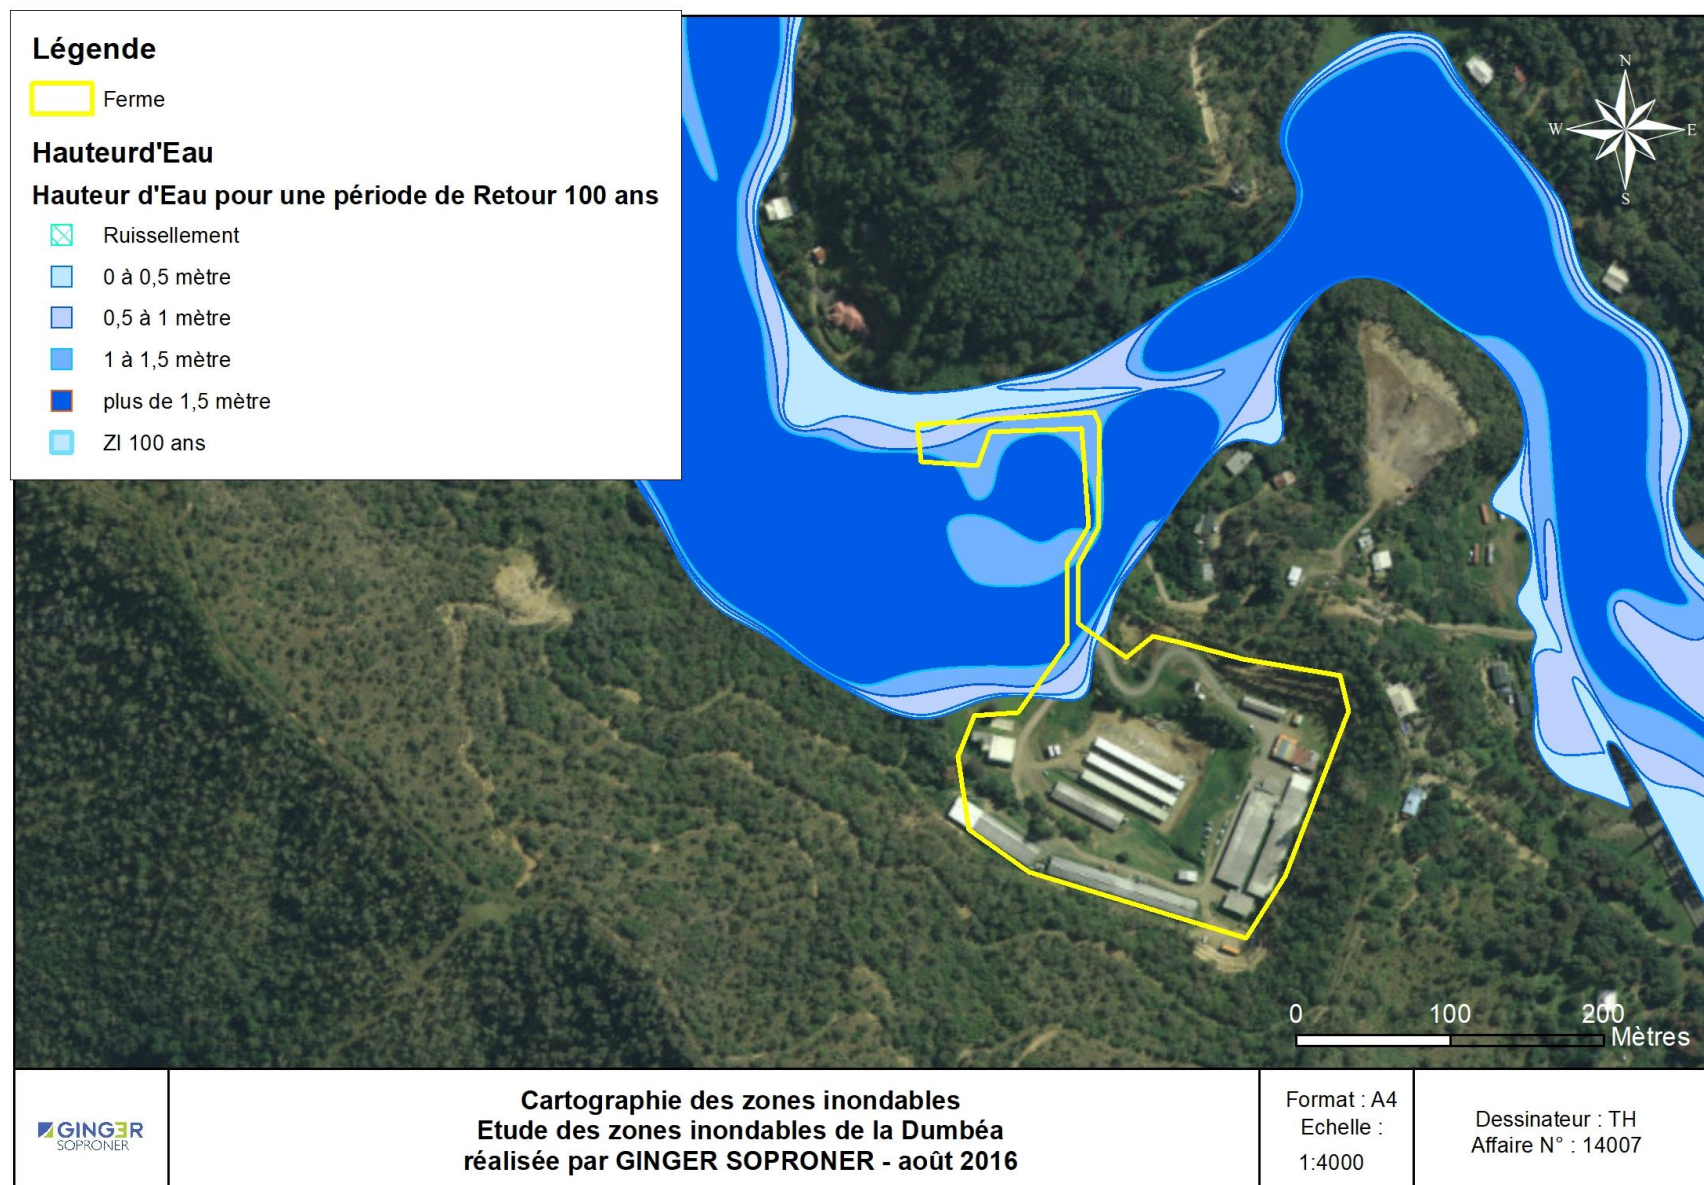 Légende
Ferme
Hauteurd'Eau
Hauteur d'Eau pour une période de Retour 100 ans
Ruissellement
0 à 0,5 mètre
0,5 à 1 mètre
1 à 1,5 mètre
plus de 1,5 mètre
ZI 100 ans
N
W
E
S
0 100 200
Mètres
GINGER
SOPRONER
Cartographie des zones inondables
Etude des zones inondables de la Dumbéa
réalisée par GINGER SOPRONER - août 2016
Format : A4
Echelle :
1:4000
Dessinateur : TH
Affaire N° : 14007